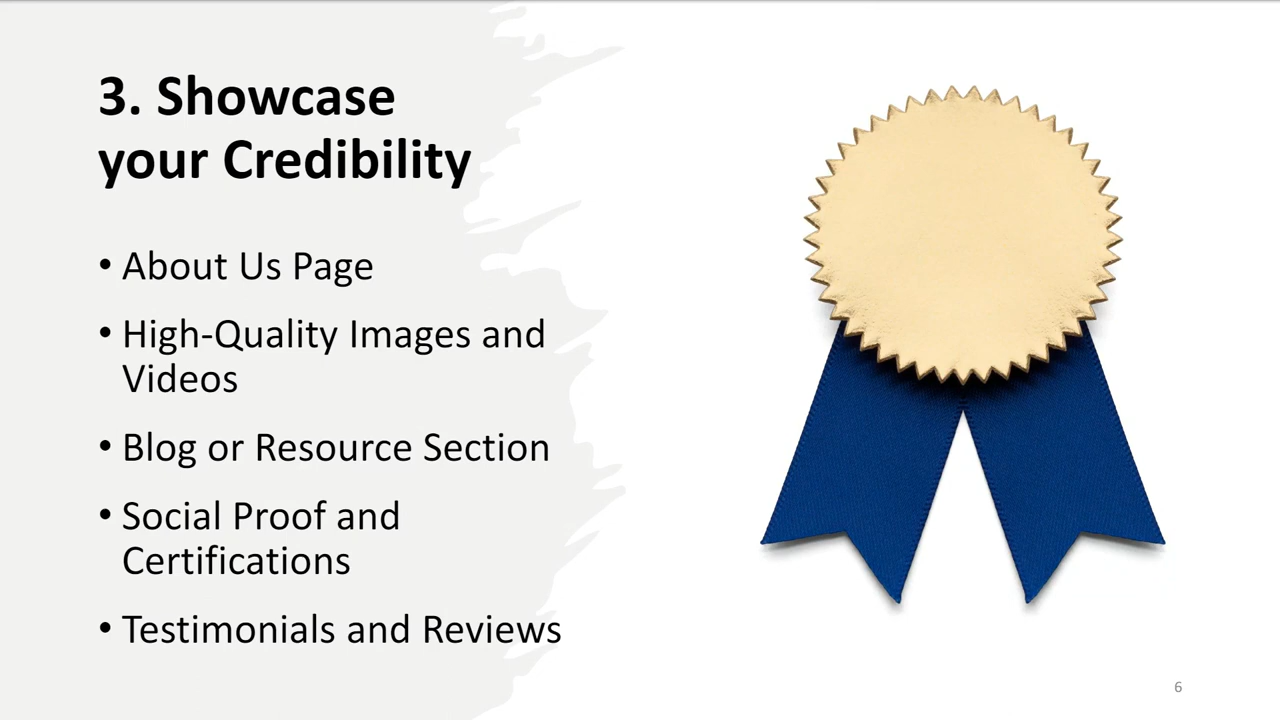 3. Showcase
your Credibility
• About Us Page
• High-Quality Images and
Videos
• Blog or Resource Section
• Social Proof and
Certifications
• Testimonials and Reviews
6